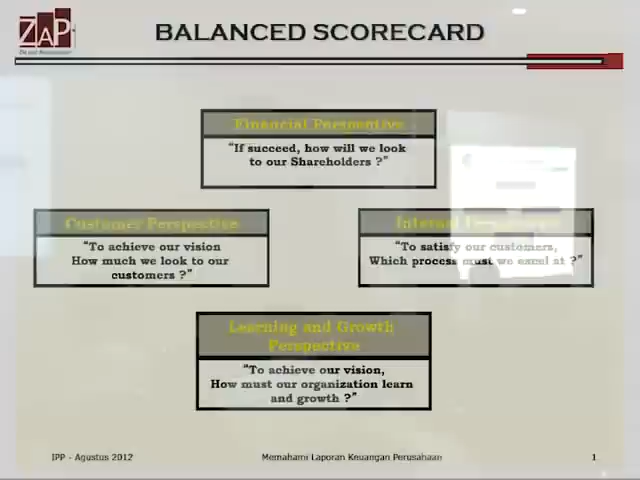 ZAP
BALANCED SCORECARD
Financial Perspective
“If succeed, how will we look
to our Shareholders ?”
Customer Perspective
“To achieve our vision
How much we look to our
customers ?”
Internal
“To satisfy our customers,
Which process must we excel at ?”
Learning and Growth
Perspective
“To achieve our vision,
How must our organization learn
and growth ?”
IPP - Agustus 2012
Memahami Laporan Keuangan Perusahaan
1